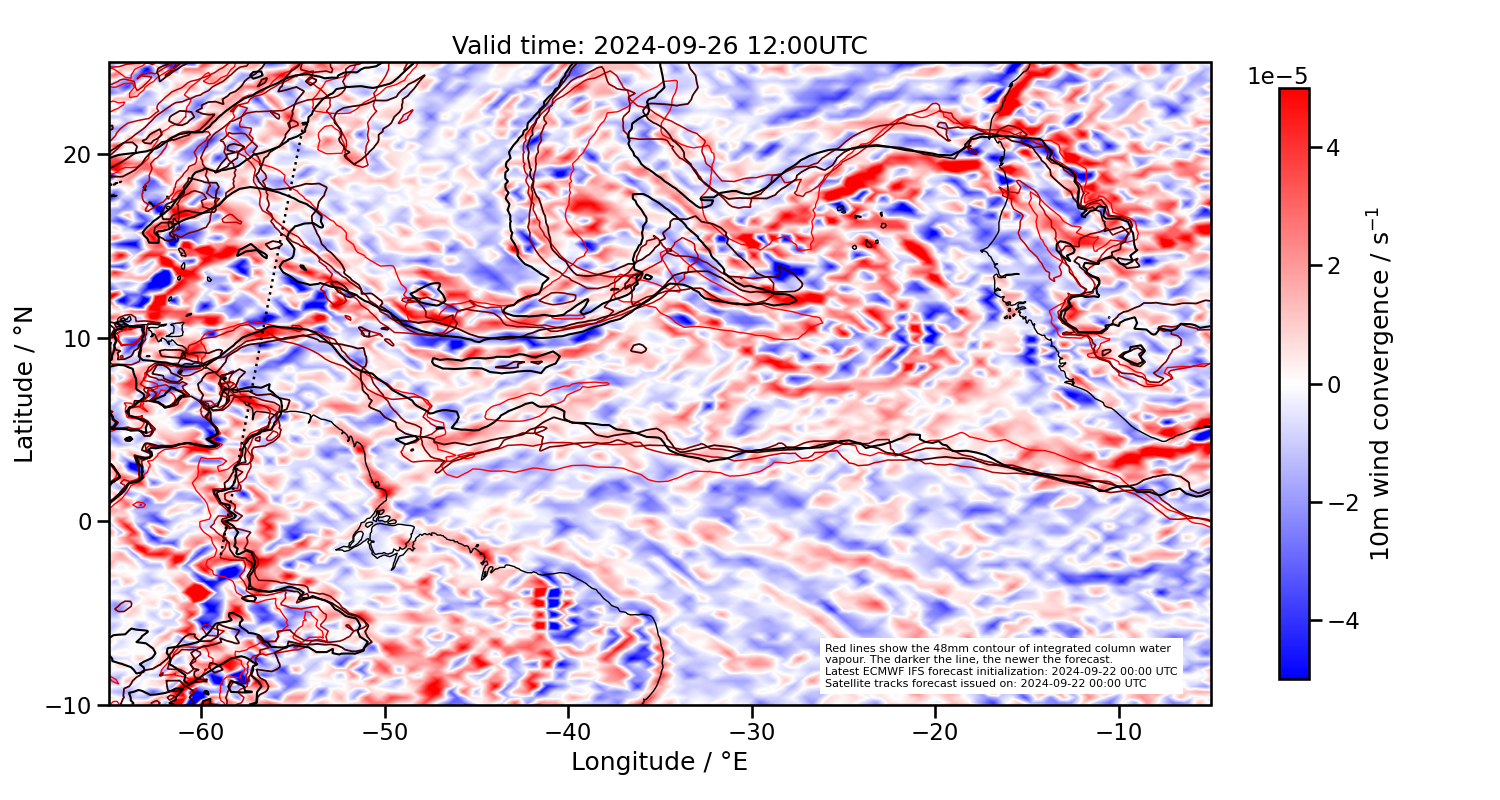 Valid time: 2024-09-26 12:00UTC
1e−5
20
10
0
−10
Latitude / °N
−60
−50
−40
−30
−20
−10
Longitude / °E
4
2
0
−2
−4
10m wind convergence / s⁻¹
Red lines show the 48mm contour of integrated column water
vapour. The darker the line, the newer the forecast.
Latest ECMWF IFS forecast initialization: 2024-09-22 00:00 UTC
Satellite tracks forecast issued on: 2024-09-22 00:00 UTC